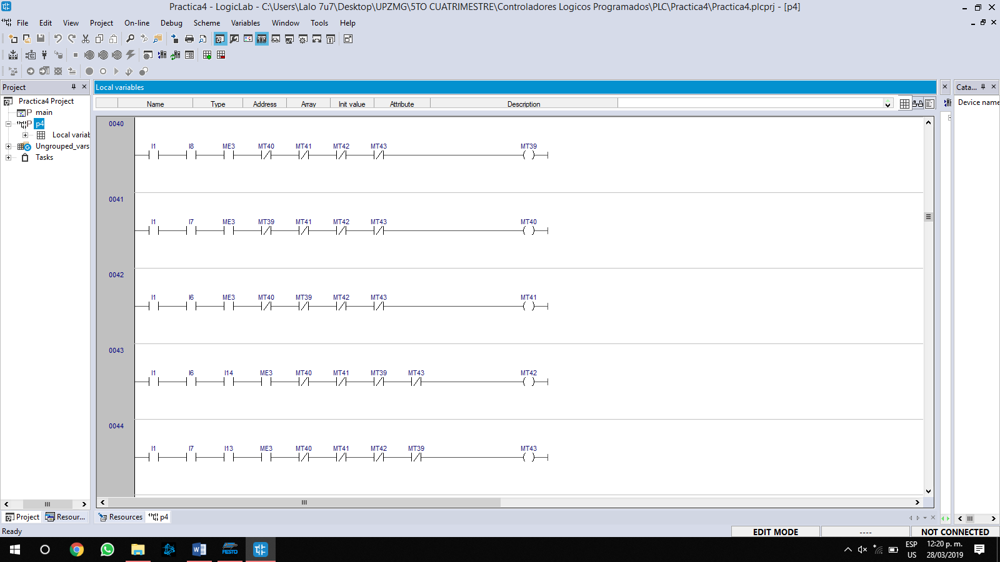 Practica4 - LogicLab - C:\Users\Lalo 7u7\Desktop\UPZMG\5TO CUATRIMESTRE\Controladores Logicos Programados\PLC\Practica4\Practica4.plcprj - [p4]
File Edit View Project On-line Debug Scheme Variables Window Tools Help
Project
Local variables
Cata...
Name Type Address Array Init value Attribute Description
Device name
Practica4 Project
main
p4
Local variab
Ungrouped_vars
Tasks
0040
I1 I8 ME3 MT40 MT41 MT42 MT43 MT39
0041
I1 I7 ME3 MT39 MT41 MT42 MT43 MT40
0042
I1 I6 ME3 MT40 MT39 MT42 MT43 MT41
0043
I1 I6 I14 ME3 MT40 MT41 MT39 MT43 MT42
0044
I1 I7 I13 ME3 MT40 MT41 MT42 MT39 MT43
Project Resour...
Resources p4
Ready
EDIT MODE ---- NOT CONNECTED
FESTO
ESP
US
12:20 p. m.
28/03/2019